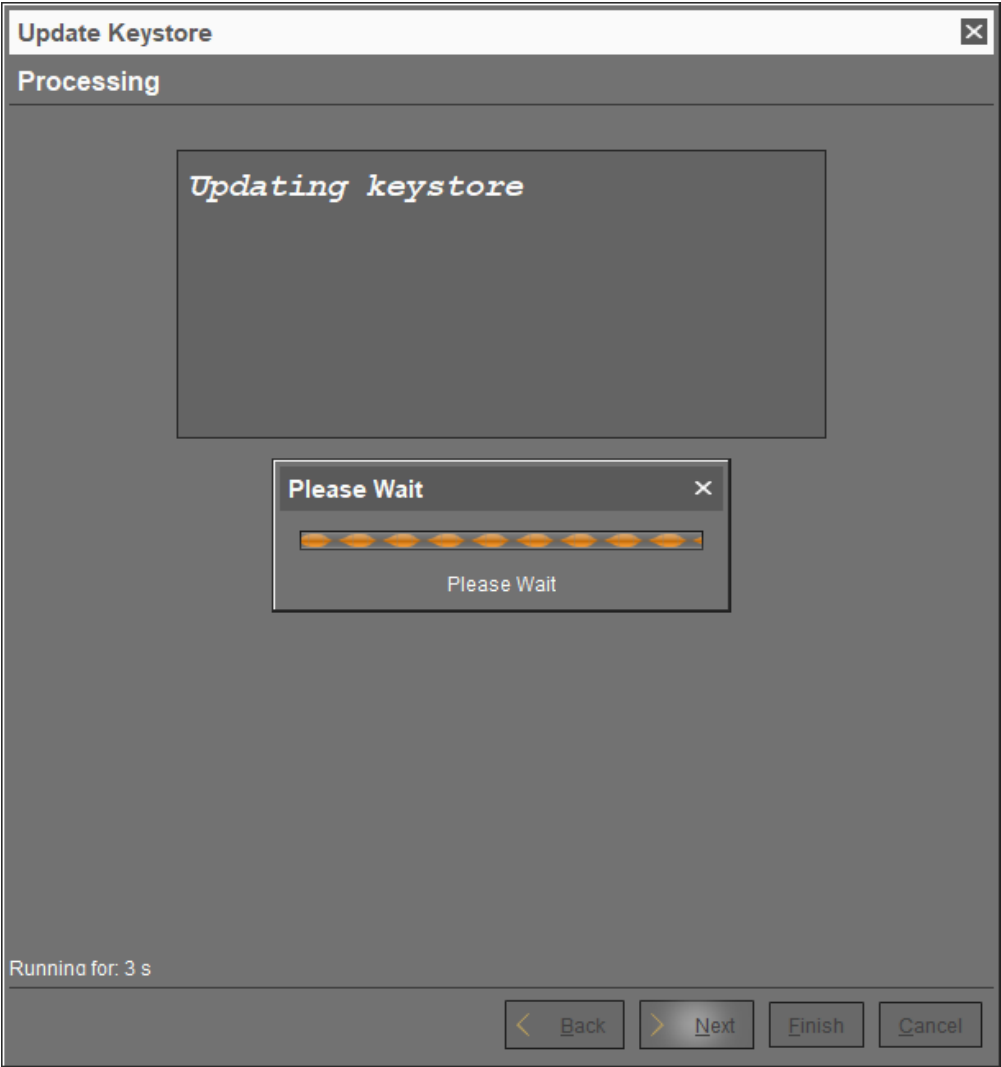 Update Keystore
Processing
Updating keystore
Please Wait
Please Wait
Running for: 3 s
Back Next Finish Cancel